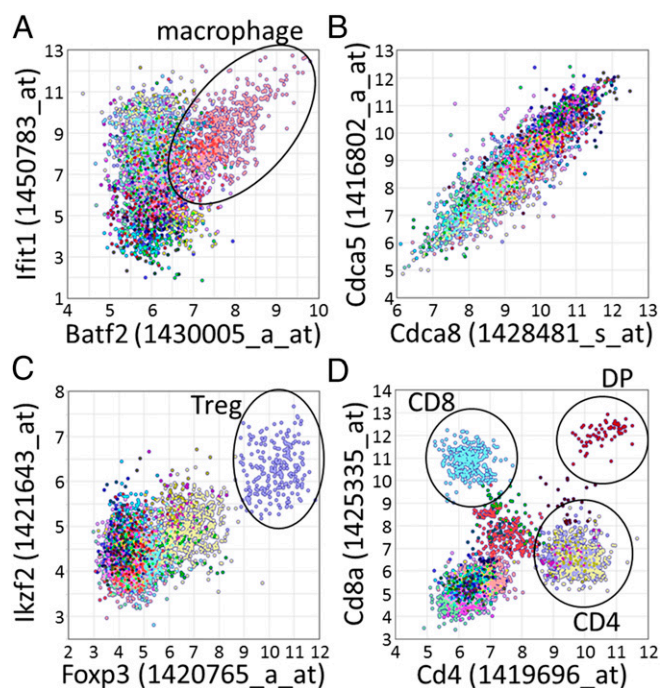 A
macrophage
13
11
9
7
5
3
1
4 5 6 7 8 9 10
Ifit1 (1450783_at)
Batf2 (1430005_a_at)
B
13
12
11
10
9
8
7
6
5
4
6 7 8 9 10 11 12 13
Cdca5 (1416802_a_at)
Cdca8 (1428481_s_at)
C
Treg
8
7
6
5
4
3
2 3 4 5 6 7 8 9 10 11 12
Ikzf2 (1421643_at)
Foxp3 (1420765_a_at)
D
CD8
DP
CD4
14
13
12
11
10
9
8
7
6
5
4
3
4 5 6 7 8 9 10 11 12
Cd8a (1425335_at)
Cd4 (1419696_at)